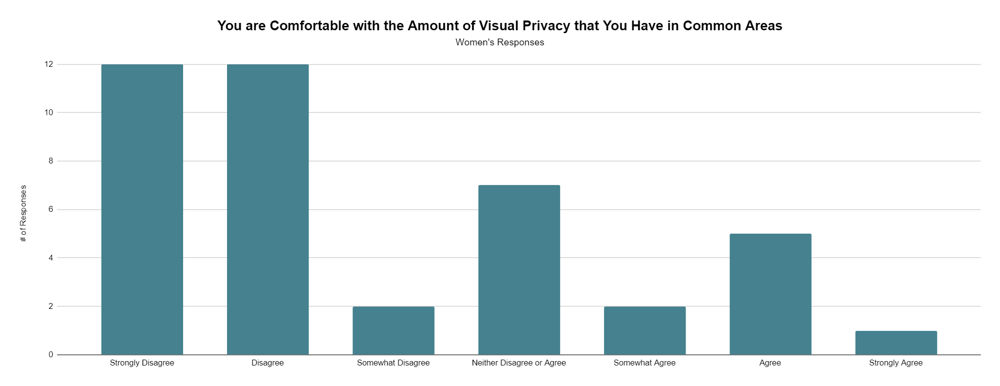 You are Comfortable with the Amount of Visual Privacy that You Have in Common Areas
Women's Responses
# of Responses
12
10
8
6
4
2
0
Strongly Disagree
Disagree
Somewhat Disagree
Neither Disagree or Agree
Somewhat Agree
Agree
Strongly Agree